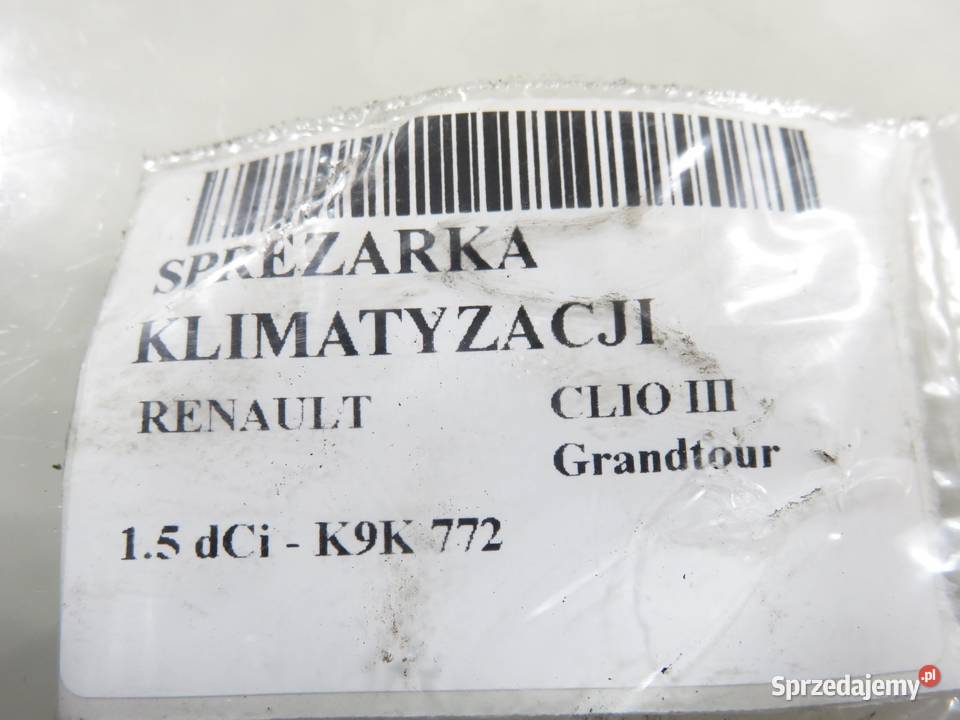 SPREZARKA
KLIMATYZACJI
RENAULT CLIO III
Grandtour
1.5 dCi - K9K 772
Sprzedajemy.pl